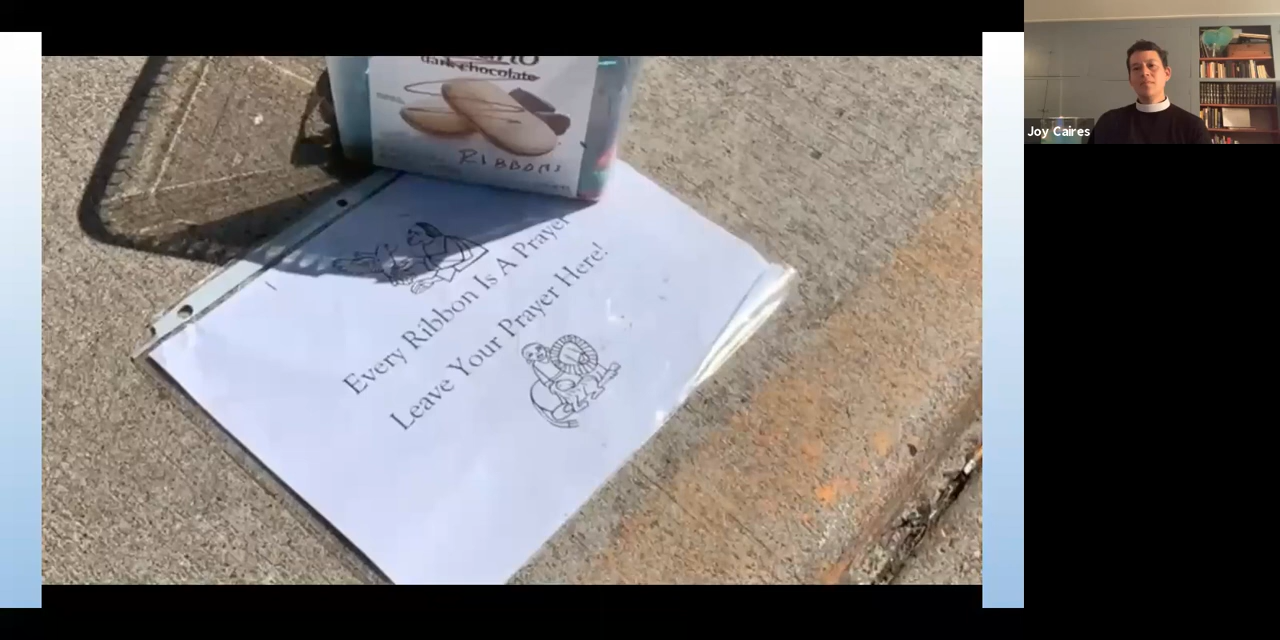 dark chocolate
RIBBONS
Every Ribbon Is A Prayer
Leave Your Prayer Here!
Joy Caires